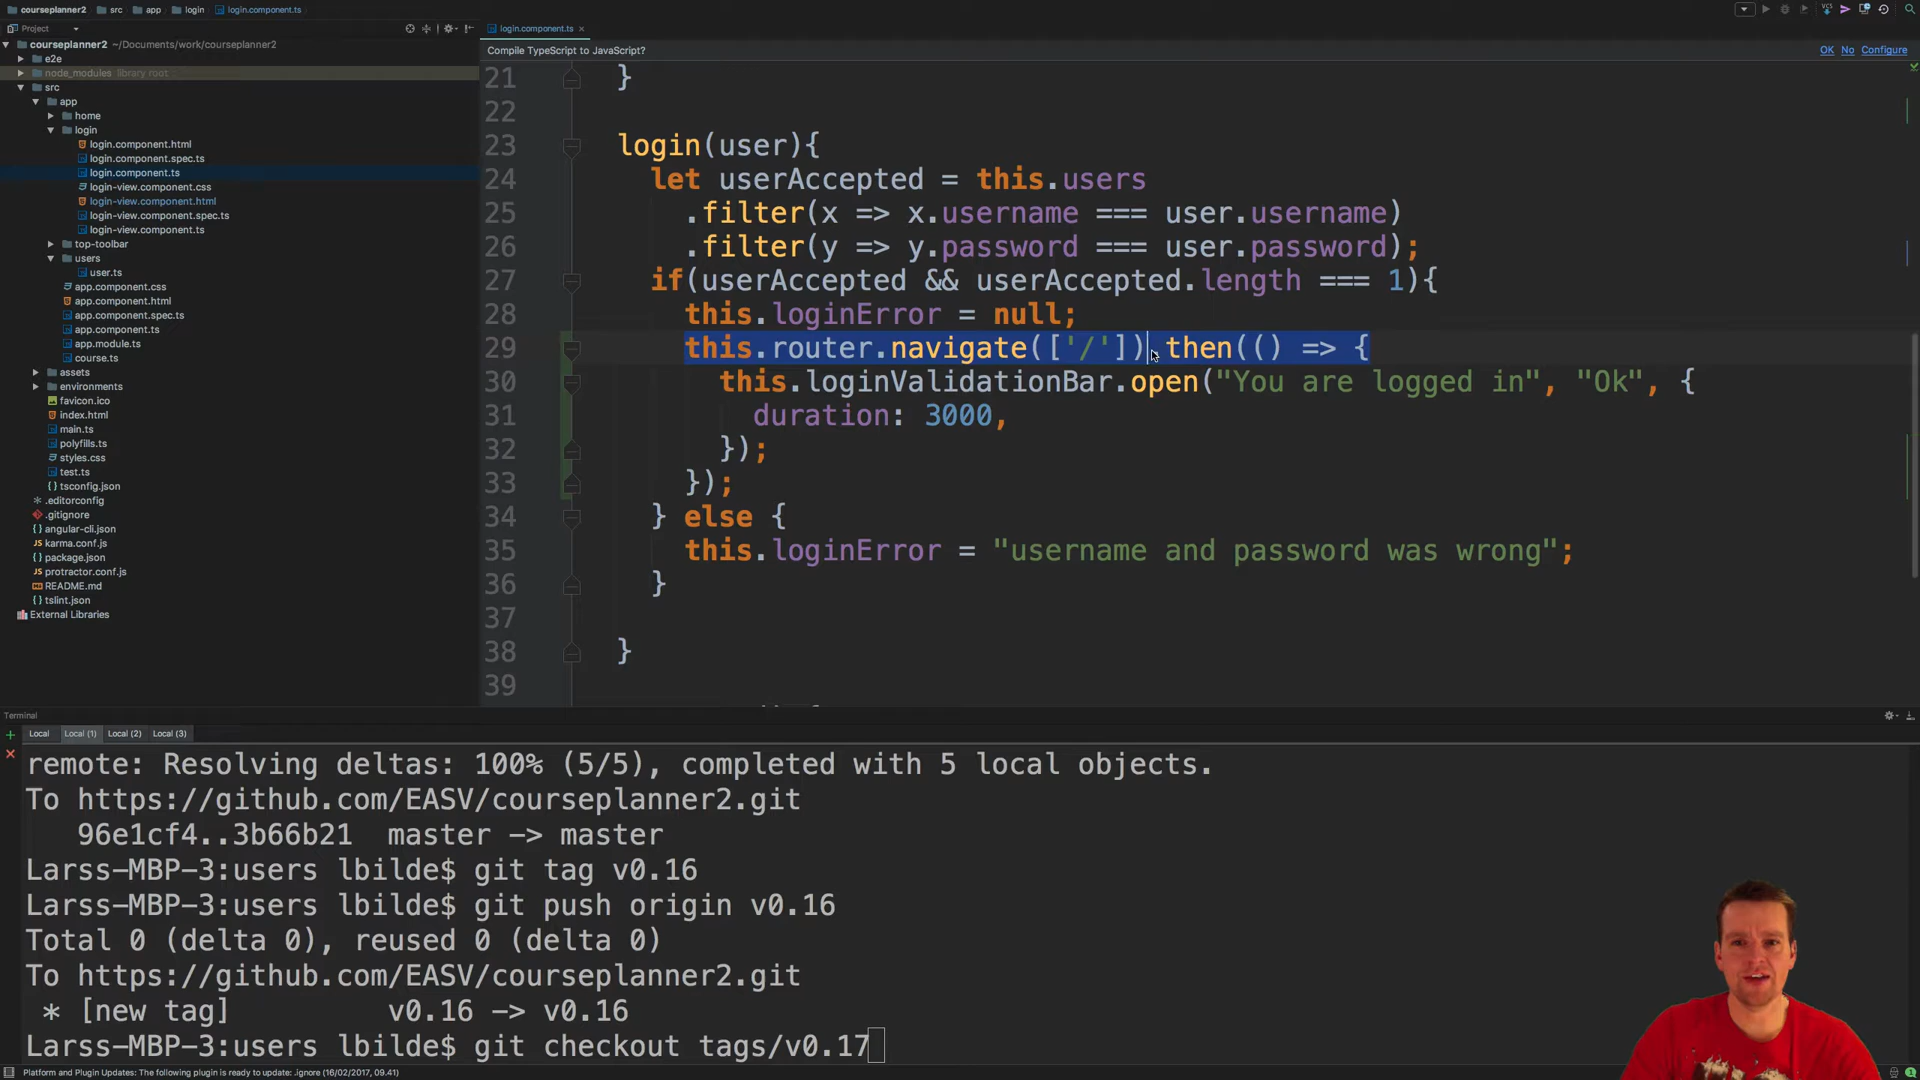 courseplanner2 src app login login.component.ts
Project
login.component.ts
courseplanner2 ~/Documents/work/courseplanner2
e2e
node_modules library root
src
app
home
login
login.component.html
login.component.spec.ts
login.component.ts
login-view.component.css
login-view.component.html
login-view.component.spec.ts
login-view.component.ts
top-toolbar
users
user.ts
app.component.css
app.component.html
app.component.spec.ts
app.component.ts
app.module.ts
course.ts
assets
environments
favicon.ico
index.html
main.ts
polyfills.ts
styles.css
test.ts
tsconfig.json
.editorconfig
.gitignore
angular-cli.json
karma.conf.js
package.json
protractor.conf.js
README.md
tslint.json
External Libraries
Compile TypeScript to JavaScript? OK No Configure
21 }
22
23 login(user){
24 let userAccepted = this.users
25 .filter(x => x.username === user.username)
26 .filter(y => y.password === user.password);
27 if(userAccepted && userAccepted.length === 1){
28 this.loginError = null;
29 this.router.navigate(['/']).then(() => {
30 this.loginValidationBar.open("You are logged in", "Ok", {
31 duration: 3000,
32 });
33 });
34 } else {
35 this.loginError = "username and password was wrong";
36 }
37
38 }
39
Terminal
Local Local (1) Local (2) Local (3)
remote: Resolving deltas: 100% (5/5), completed with 5 local objects.
To https://github.com/EASV/courseplanner2.git
96e1cf4..3b66b21 master -> master
Larss-MBP-3:users lbilde$ git tag v0.16
Larss-MBP-3:users lbilde$ git push origin v0.16
Total 0 (delta 0), reused 0 (delta 0)
To https://github.com/EASV/courseplanner2.git
* [new tag] v0.16 -> v0.16
Larss-MBP-3:users lbilde$ git checkout tags/v0.17
Platform and Plugin Updates: The following plugin is ready to update: .ignore (16/02/2017, 09.41)